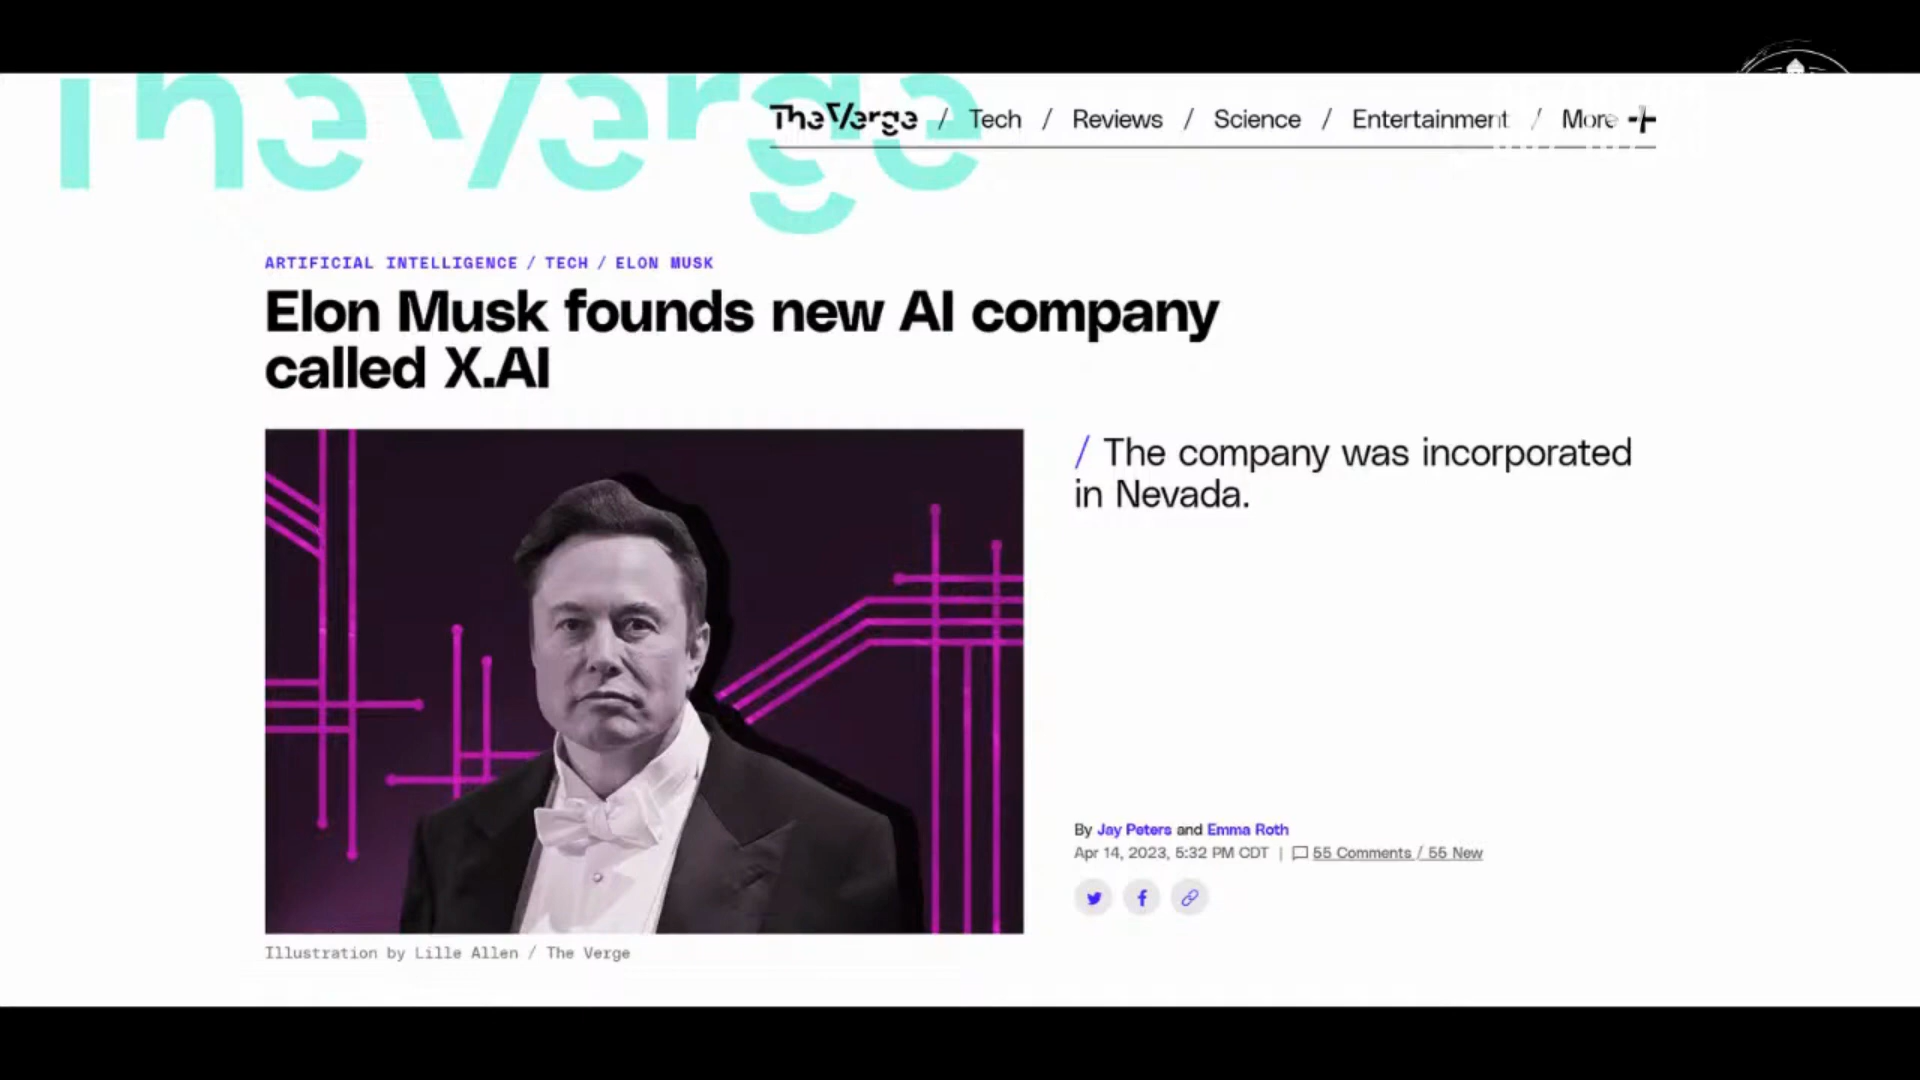 The Verge
The Verge / Tech / Reviews / Science / Entertainment / More +
ARTIFICIAL INTELLIGENCE / TECH / ELON MUSK
Elon Musk founds new AI company
called X.AI
/ The company was incorporated
in Nevada.
By Jay Peters and Emma Roth
Apr 14, 2023, 5:32 PM CDT | 55 Comments / 55 New
Illustration by Lille Allen / The Verge